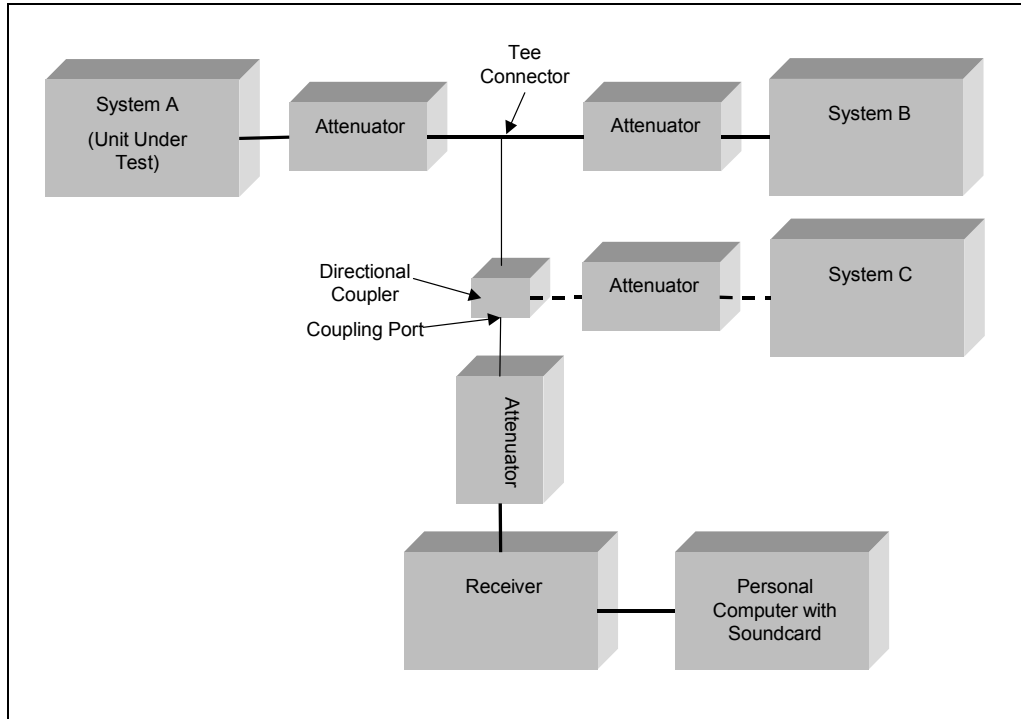 Tee
Connector
System A
(Unit Under
Test)
Attenuator
Attenuator
System B
Directional
Coupler
Coupling Port
Attenuator
System C
Attenuator
Receiver
Personal
Computer with
Soundcard